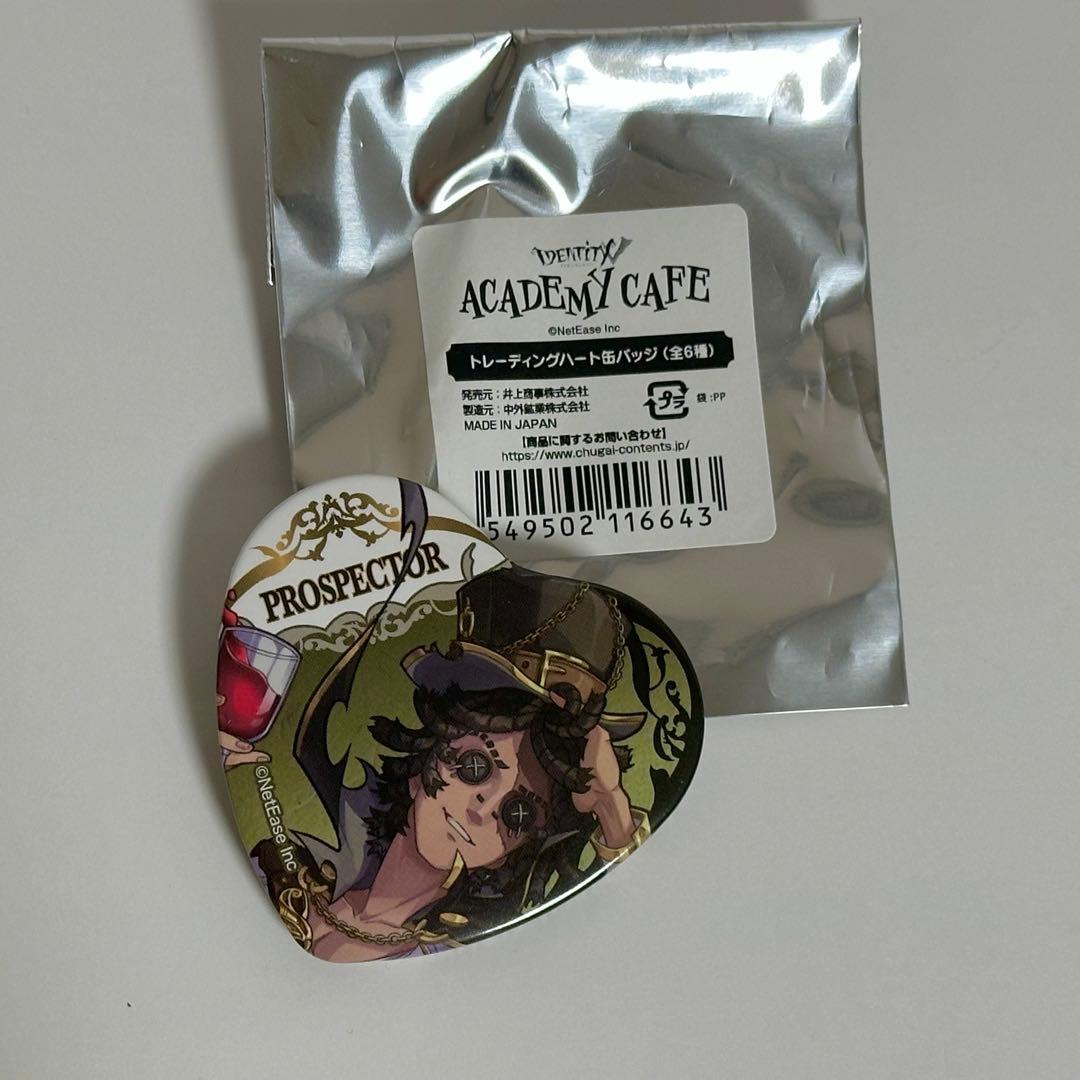 IDENTITY V
ACADEMY CAFE
©NetEase Inc
トレーディングハート缶バッジ（全6種）
発売元：井上商事株式会社
製造元：中外鉱業株式会社
プラ
袋:PP
MADE IN JAPAN
【商品に関するお問い合わせ】
https://www.chugai-contents.jp/
549502 116643
PROSPECTOR
©NetEase Inc